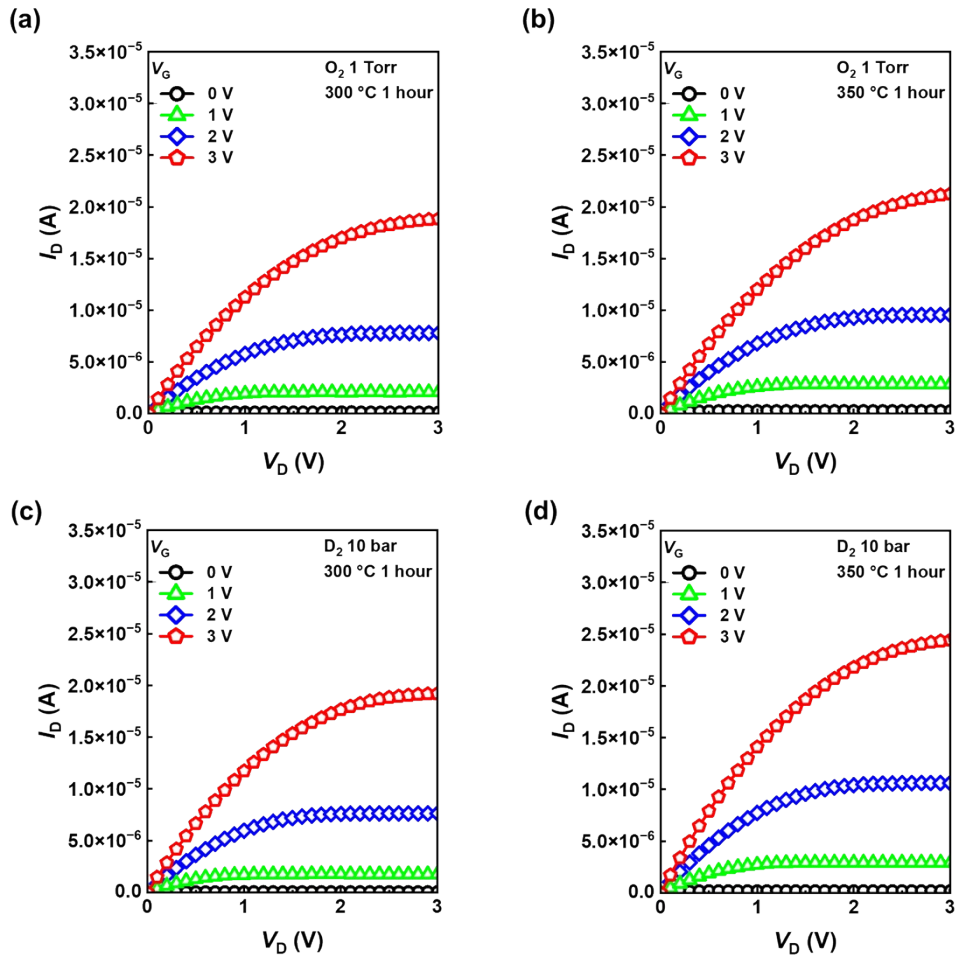 (a)
3.5×10⁻⁵
3.0×10⁻⁵
2.5×10⁻⁵
2.0×10⁻⁵
1.5×10⁻⁵
1.0×10⁻⁵
5.0×10⁻⁶
0.0
I_D (A)
V_G
0 V
1 V
2 V
3 V
O₂ 1 Torr
300 °C 1 hour
0 1 2 3
V_D (V)
(b)
3.5×10⁻⁵
3.0×10⁻⁵
2.5×10⁻⁵
2.0×10⁻⁵
1.5×10⁻⁵
1.0×10⁻⁵
5.0×10⁻⁶
0.0
I_D (A)
V_G
0 V
1 V
2 V
3 V
O₂ 1 Torr
350 °C 1 hour
0 1 2 3
V_D (V)
(c)
3.5×10⁻⁵
3.0×10⁻⁵
2.5×10⁻⁵
2.0×10⁻⁵
1.5×10⁻⁵
1.0×10⁻⁵
5.0×10⁻⁶
0.0
I_D (A)
V_G
0 V
1 V
2 V
3 V
D₂ 10 bar
300 °C 1 hour
0 1 2 3
V_D (V)
(d)
3.5×10⁻⁵
3.0×10⁻⁵
2.5×10⁻⁵
2.0×10⁻⁵
1.5×10⁻⁵
1.0×10⁻⁵
5.0×10⁻⁶
0.0
I_D (A)
V_G
0 V
1 V
2 V
3 V
D₂ 10 bar
350 °C 1 hour
0 1 2 3
V_D (V)